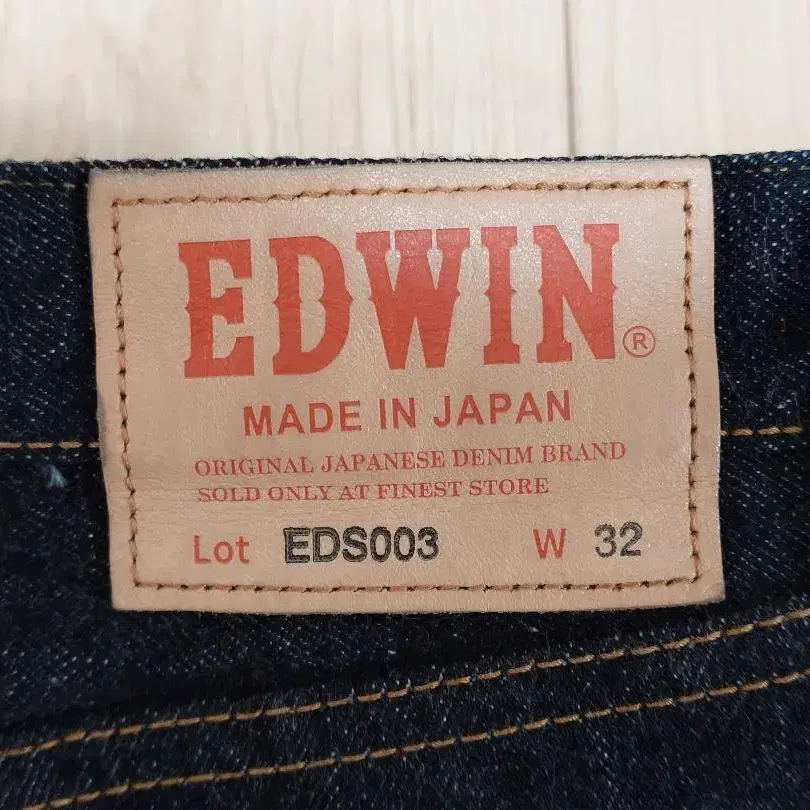 EDWIN®
MADE IN JAPAN
ORIGINAL JAPANESE DENIM BRAND
SOLD ONLY AT FINEST STORE
Lot EDS003 W 32